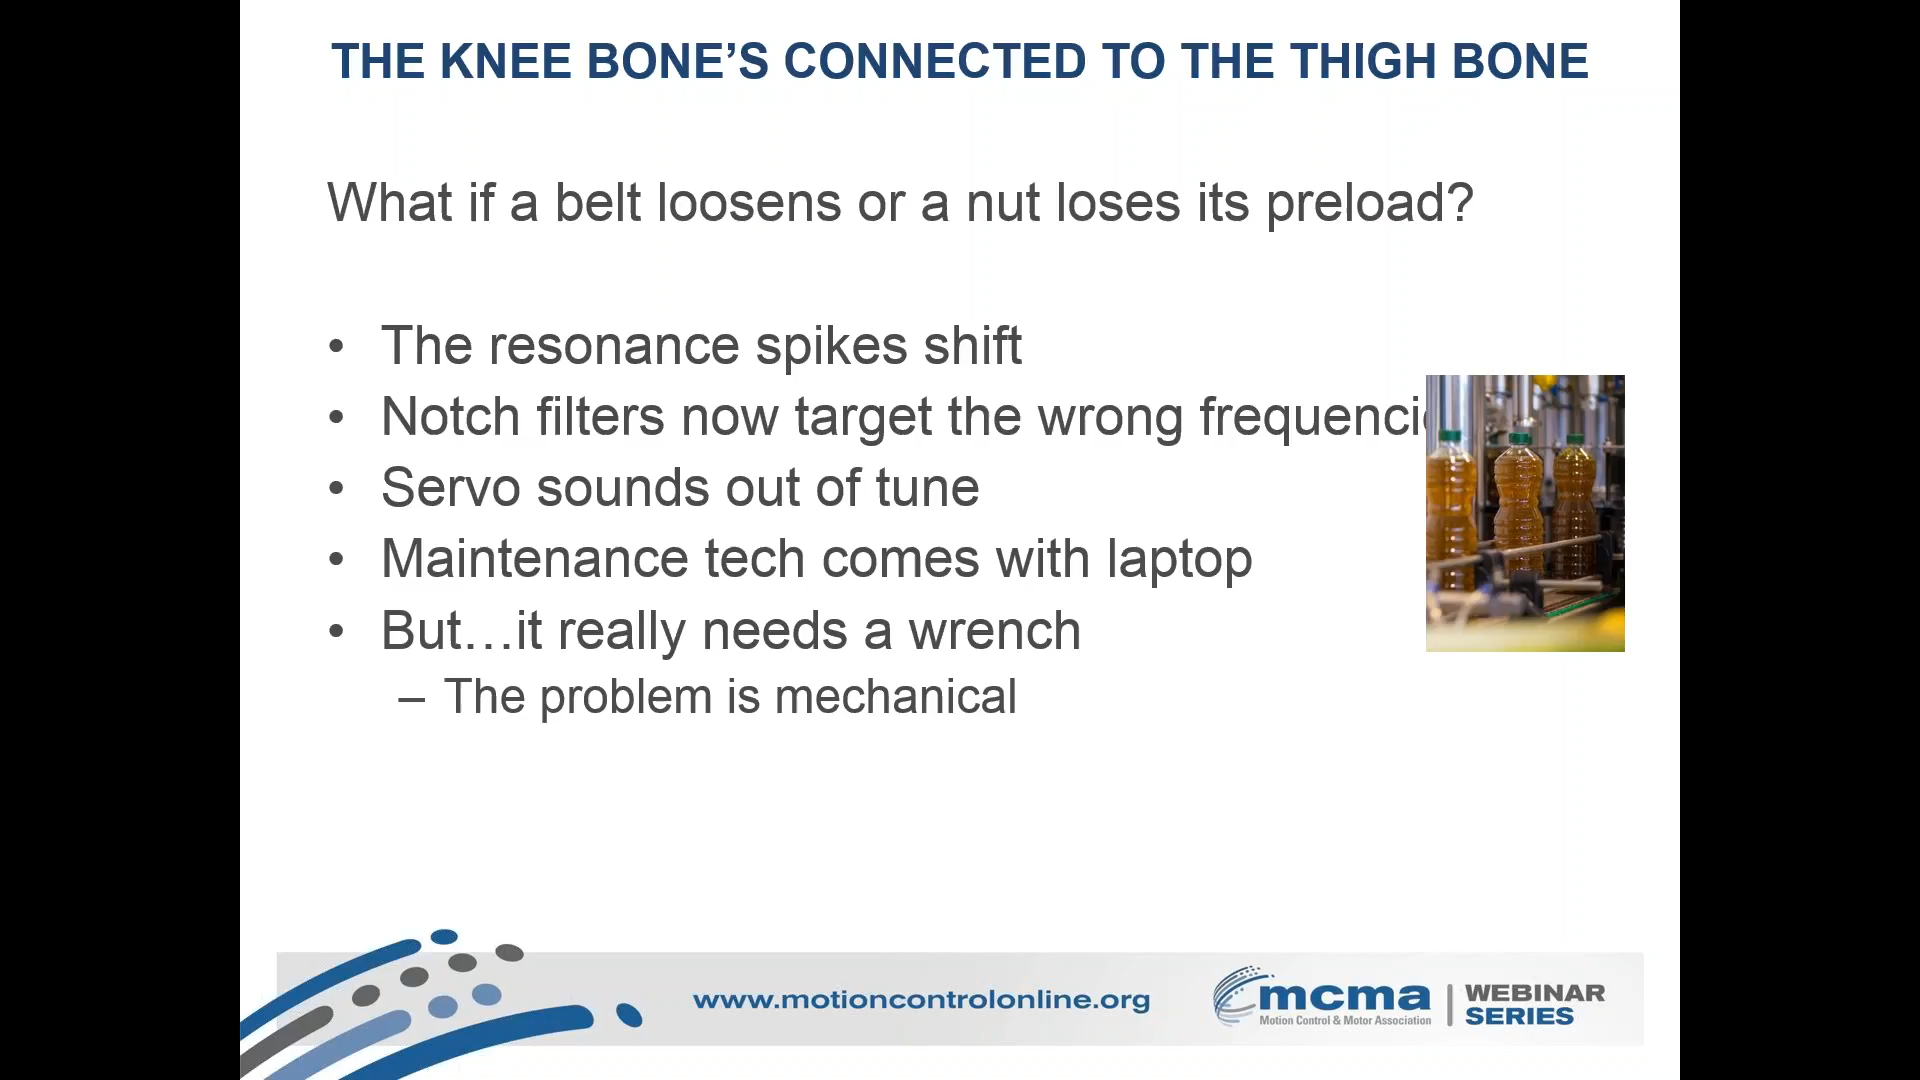 THE KNEE BONE’S CONNECTED TO THE THIGH BONE
What if a belt loosens or a nut loses its preload?
• The resonance spikes shift
• Notch filters now target the wrong
• Servo sounds out of tune
• Maintenance tech comes with laptop
• But…it really needs a wrench
– The problem is mechanical
www.motioncontrolonline.org
mcma
Motion Control & Motor Association
WEBINAR
SERIES